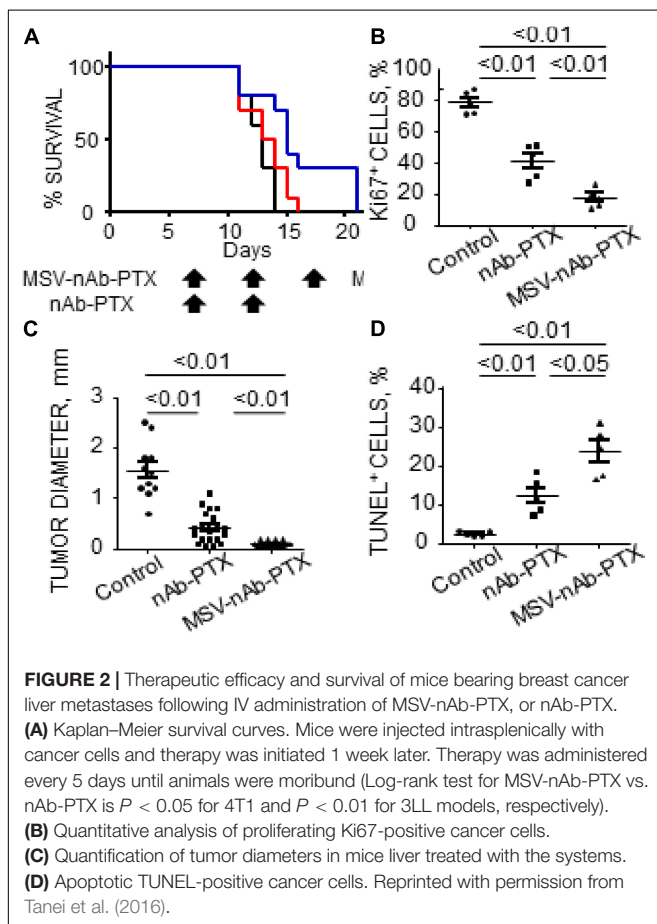 A
100
50
0
% SURVIVAL
0 5 10 15 20
Days
MSV-nAb-PTX M
nAb-PTX
B
<0.01
<0.01 <0.01
100
80
60
40
20
0
Ki67+ CELLS, %
Control
nAb-PTX
MSV-nAb-PTX
C
<0.01
<0.01 <0.01
3
2
1
0
TUMOR DIAMETER, mm
Control
nAb-PTX
MSV-nAb-PTX
D
<0.01
<0.01 <0.05
40
30
20
10
0
TUNEL+ CELLS, %
Control
nAb-PTX
MSV-nAb-PTX
FIGURE 2 | Therapeutic efficacy and survival of mice bearing breast cancer
liver metastases following IV administration of MSV-nAb-PTX, or nAb-PTX.
(A) Kaplan–Meier survival curves. Mice were injected intrasplenically with
cancer cells and therapy was initiated 1 week later. Therapy was administered
every 5 days until animals were moribund (Log-rank test for MSV-nAb-PTX vs.
nAb-PTX is P < 0.05 for 4T1 and P < 0.01 for 3LL models, respectively).
(B) Quantitative analysis of proliferating Ki67-positive cancer cells.
(C) Quantification of tumor diameters in mice liver treated with the systems.
(D) Apoptotic TUNEL-positive cancer cells. Reprinted with permission from
Tanei et al. (2016).